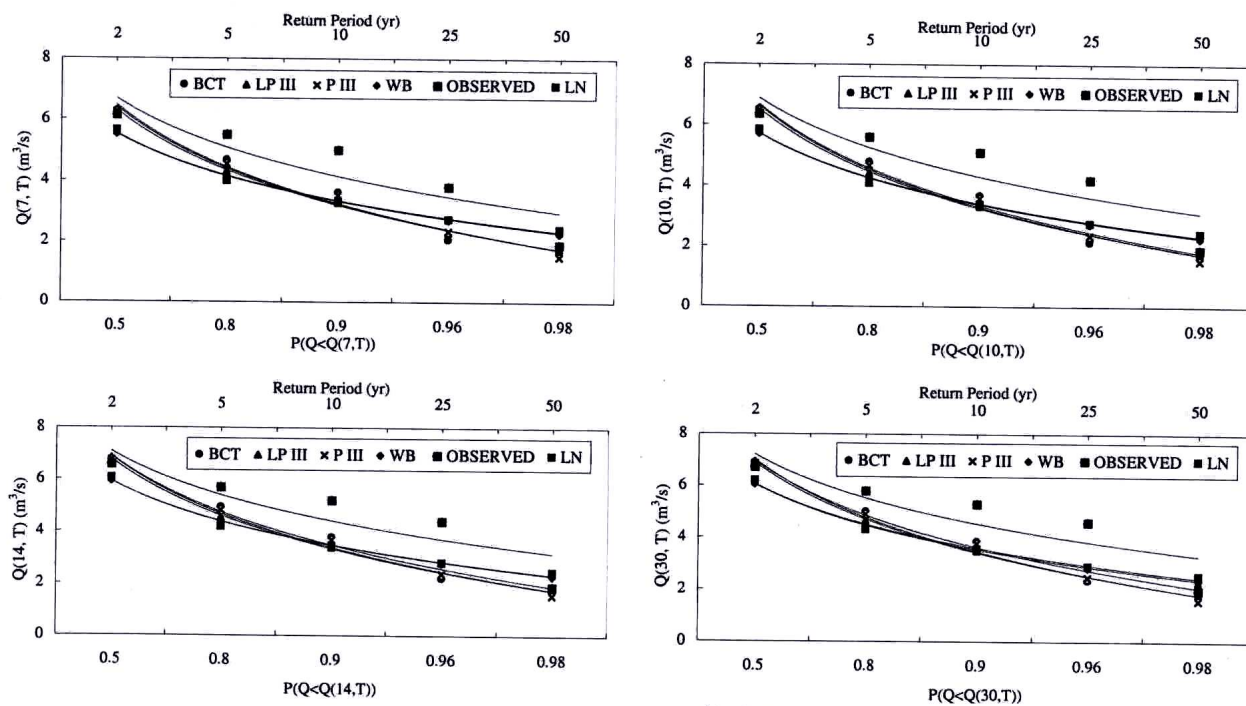 Return Period (yr)
2 5 10 25 50
8
BCT LP III P III WB OBSERVED LN
6
4
2
0
Q(7, T) (m³/s)
0.5 0.8 0.9 0.96 0.98
P(Q<Q(7,T))
Return Period (yr)
2 5 10 25 50
8
BCT LP III P III WB OBSERVED LN
6
4
2
0
Q(10, T) (m³/s)
0.5 0.8 0.9 0.96 0.98
P(Q<Q(10,T))
Return Period (yr)
2 5 10 25 50
8
BCT LP III P III WB OBSERVED LN
6
4
2
0
Q(14, T) (m³/s)
0.5 0.8 0.9 0.96 0.98
P(Q<Q(14,T))
Return Period (yr)
2 5 10 25 50
8
BCT LP III P III WB OBSERVED LN
6
4
2
0
Q(30, T) (m³/s)
0.5 0.8 0.9 0.96 0.98
P(Q<Q(30,T))